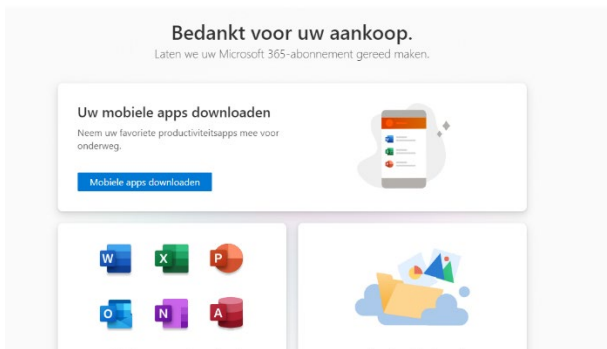 Bedankt voor uw aankoop.
Laten we uw Microsoft 365-abonnement gereed maken.
Uw mobiele apps downloaden
Neem uw favoriete productiviteitsapps mee voor
onderweg.
Mobiele apps downloaden
W
X
P
O
N
A